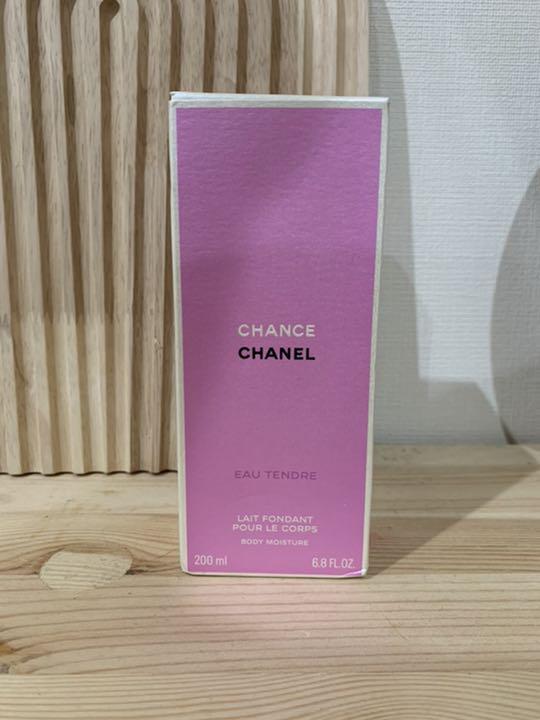 CHANCE
CHANEL
EAU TENDRE
LAIT FONDANT
POUR LE CORPS
BODY MOISTURE
200 ml 6.8 FL.OZ.